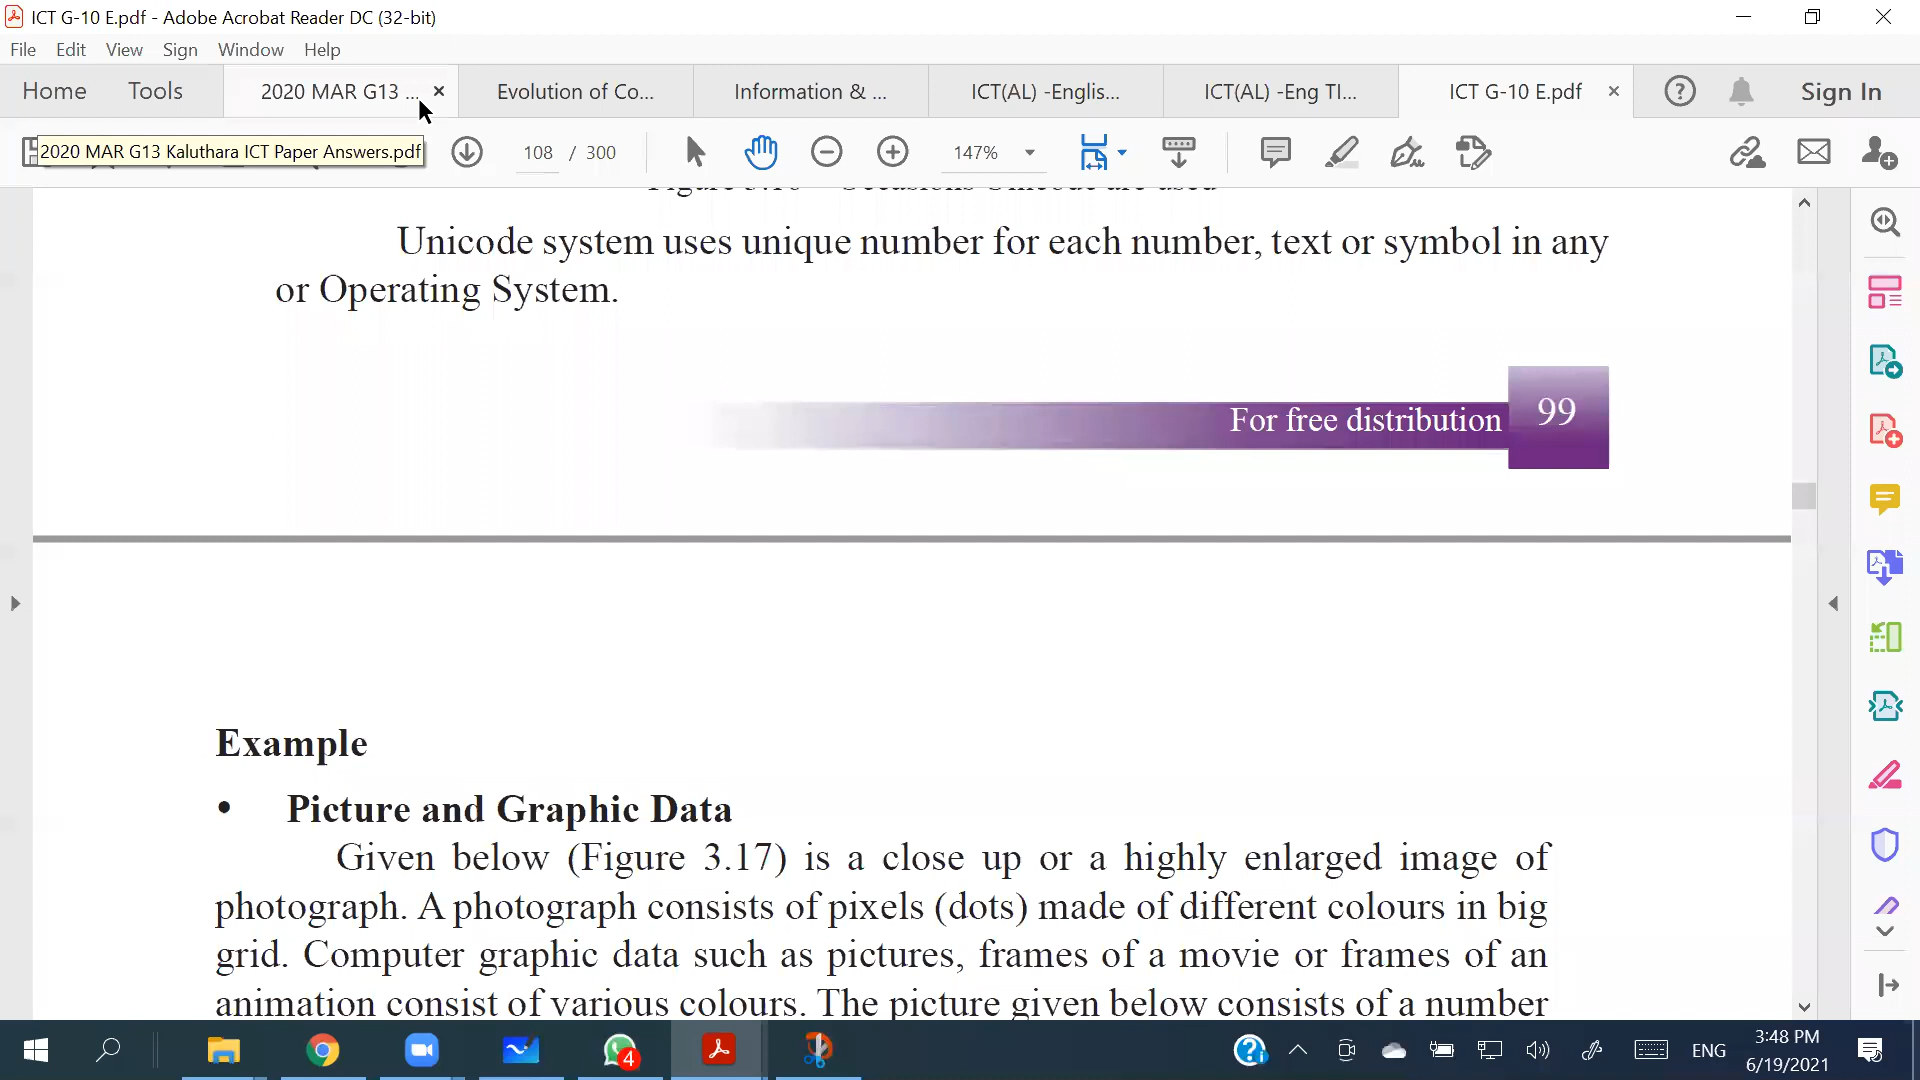 ICT G-10 E.pdf - Adobe Acrobat Reader DC (32-bit)
File Edit View Sign Window Help
Home Tools 2020 MAR G13 ... Evolution of Co... Information & ... ICT(AL) -Englis... ICT(AL) -Eng TI... ICT G-10 E.pdf Sign In
2020 MAR G13 Kaluthara ICT Paper Answers.pdf 108 / 300 147%
Unicode system uses unique number for each number, text or symbol in any
or Operating System.
For free distribution 99
Example
• Picture and Graphic Data
Given below (Figure 3.17) is a close up or a highly enlarged image of
photograph. A photograph consists of pixels (dots) made of different colours in big
grid. Computer graphic data such as pictures, frames of a movie or frames of an
animation consist of various colours. The picture given below consists of a number
4 ENG 3:48 PM
6/19/2021